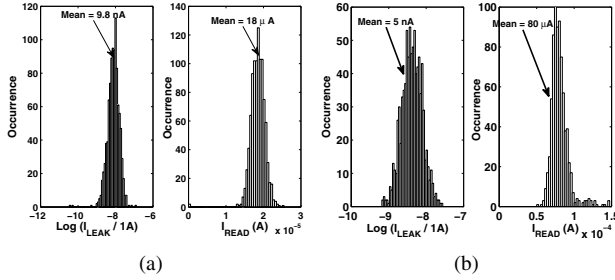 Mean = 9.8 nA
Occurrence
120
100
80
60
40
20
0
−12 −10 −8 −6
Log (I_LEAK / 1A)
Mean = 18 μ A
Occurrence
140
120
100
80
60
40
20
0
0 1 2 3
I_READ (A) x 10⁻⁵
(a)
Mean = 5 nA
Occurrence
60
50
40
30
20
10
0
−10 −9 −8 −7
Log (I_LEAK / 1A)
Mean = 80 μA
Occurrence
100
80
60
40
20
0
0 0.5 1 1.5
I_READ (A) x 10⁻⁴
(b)